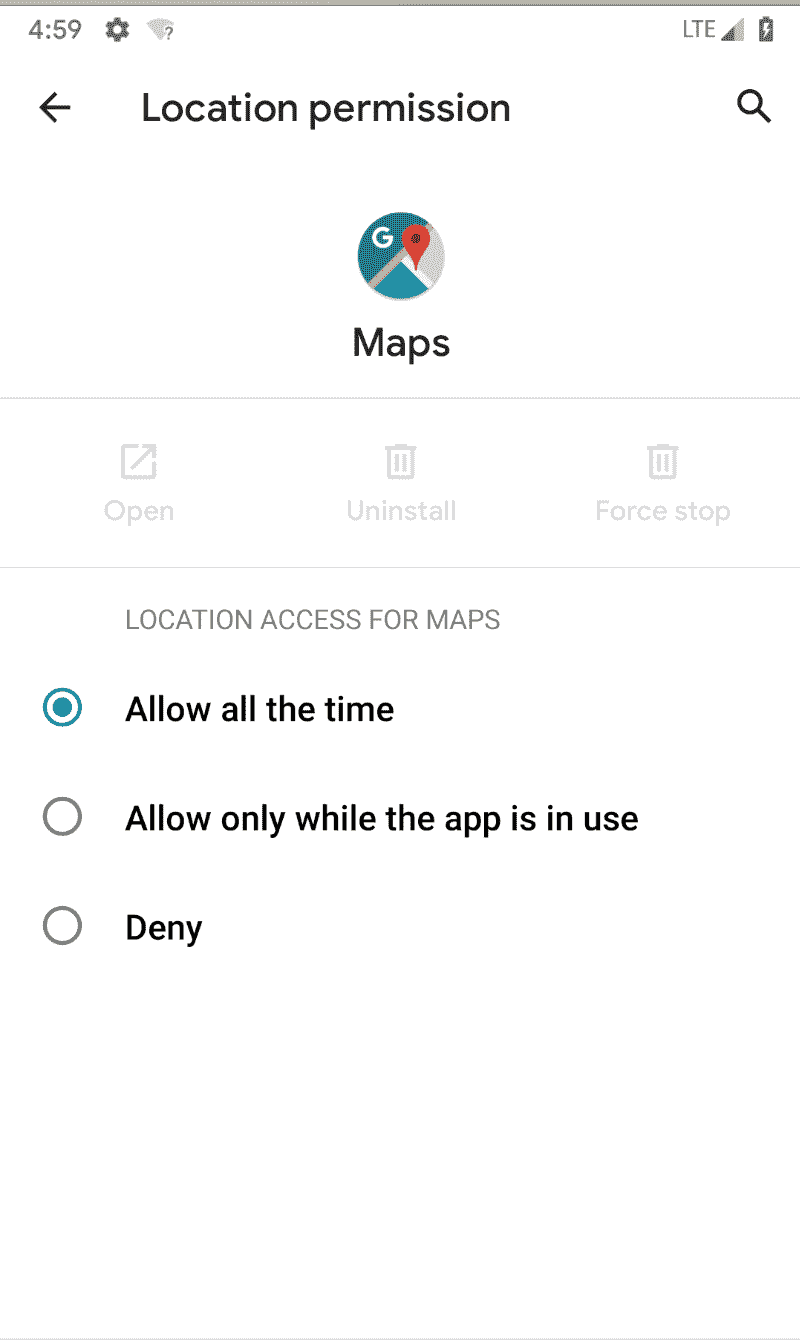 4:59 ? LTE
Location permission
G
Maps
Open Uninstall Force stop
LOCATION ACCESS FOR MAPS
Allow all the time
Allow only while the app is in use
Deny